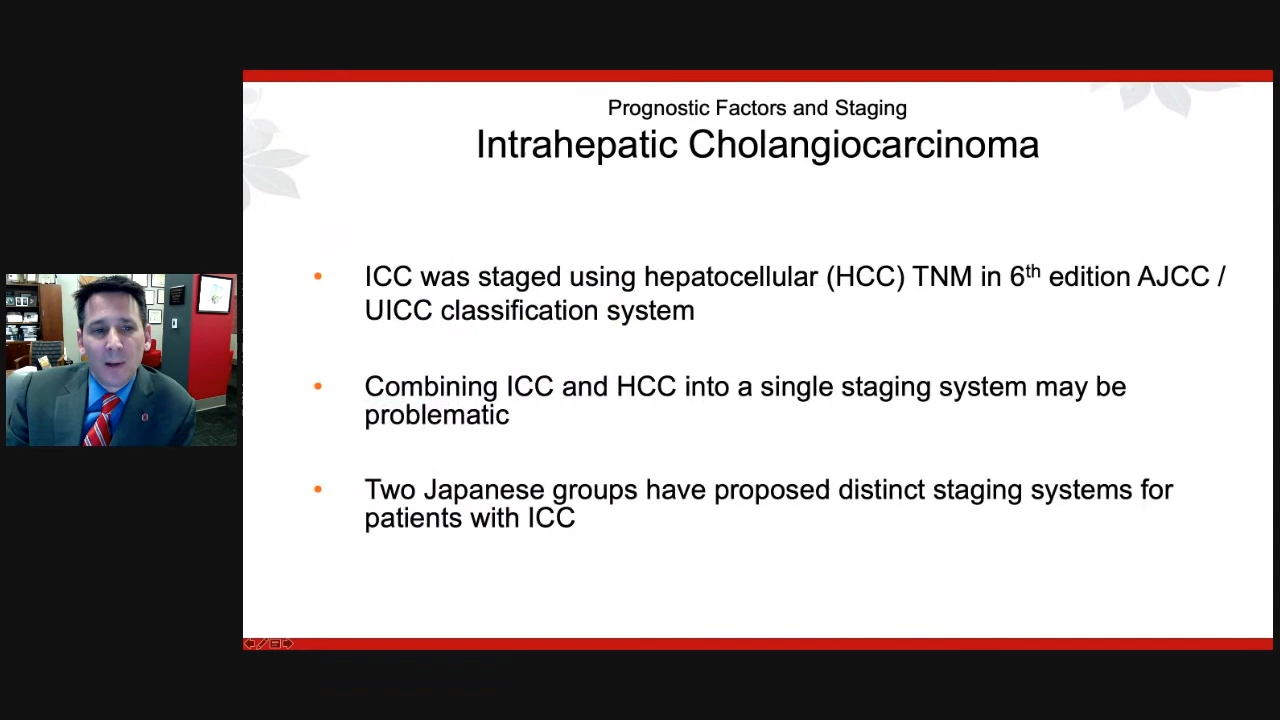 Prognostic Factors and Staging
Intrahepatic Cholangiocarcinoma
• ICC was staged using hepatocellular (HCC) TNM in 6th edition AJCC /
UICC classification system
• Combining ICC and HCC into a single staging system may be
problematic
• Two Japanese groups have proposed distinct staging systems for
patients with ICC